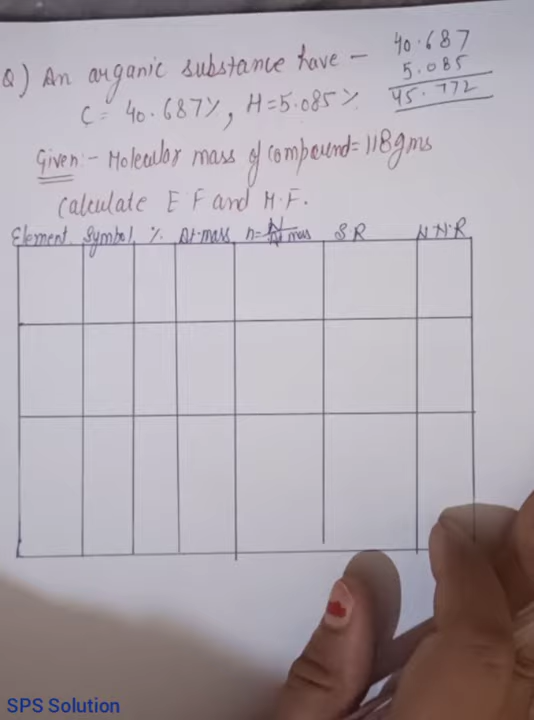 Q) An arganic substance have -
40.687
5.085
45.772
C = 40.687%, H = 5.085%
Given:- Molecular mass of compound = 118gms
Calculate E F and M.F.
Element Symbol % At.mass n= W/At mass S.R N.N.R
SPS Solution